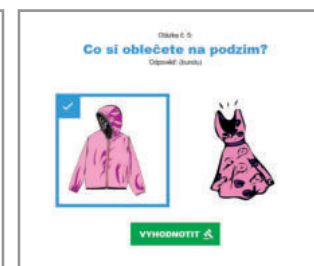 Otázka č. 5:
Co si oblečete na podzim?
Odpověď: (bundu)
VYHODNOTIT